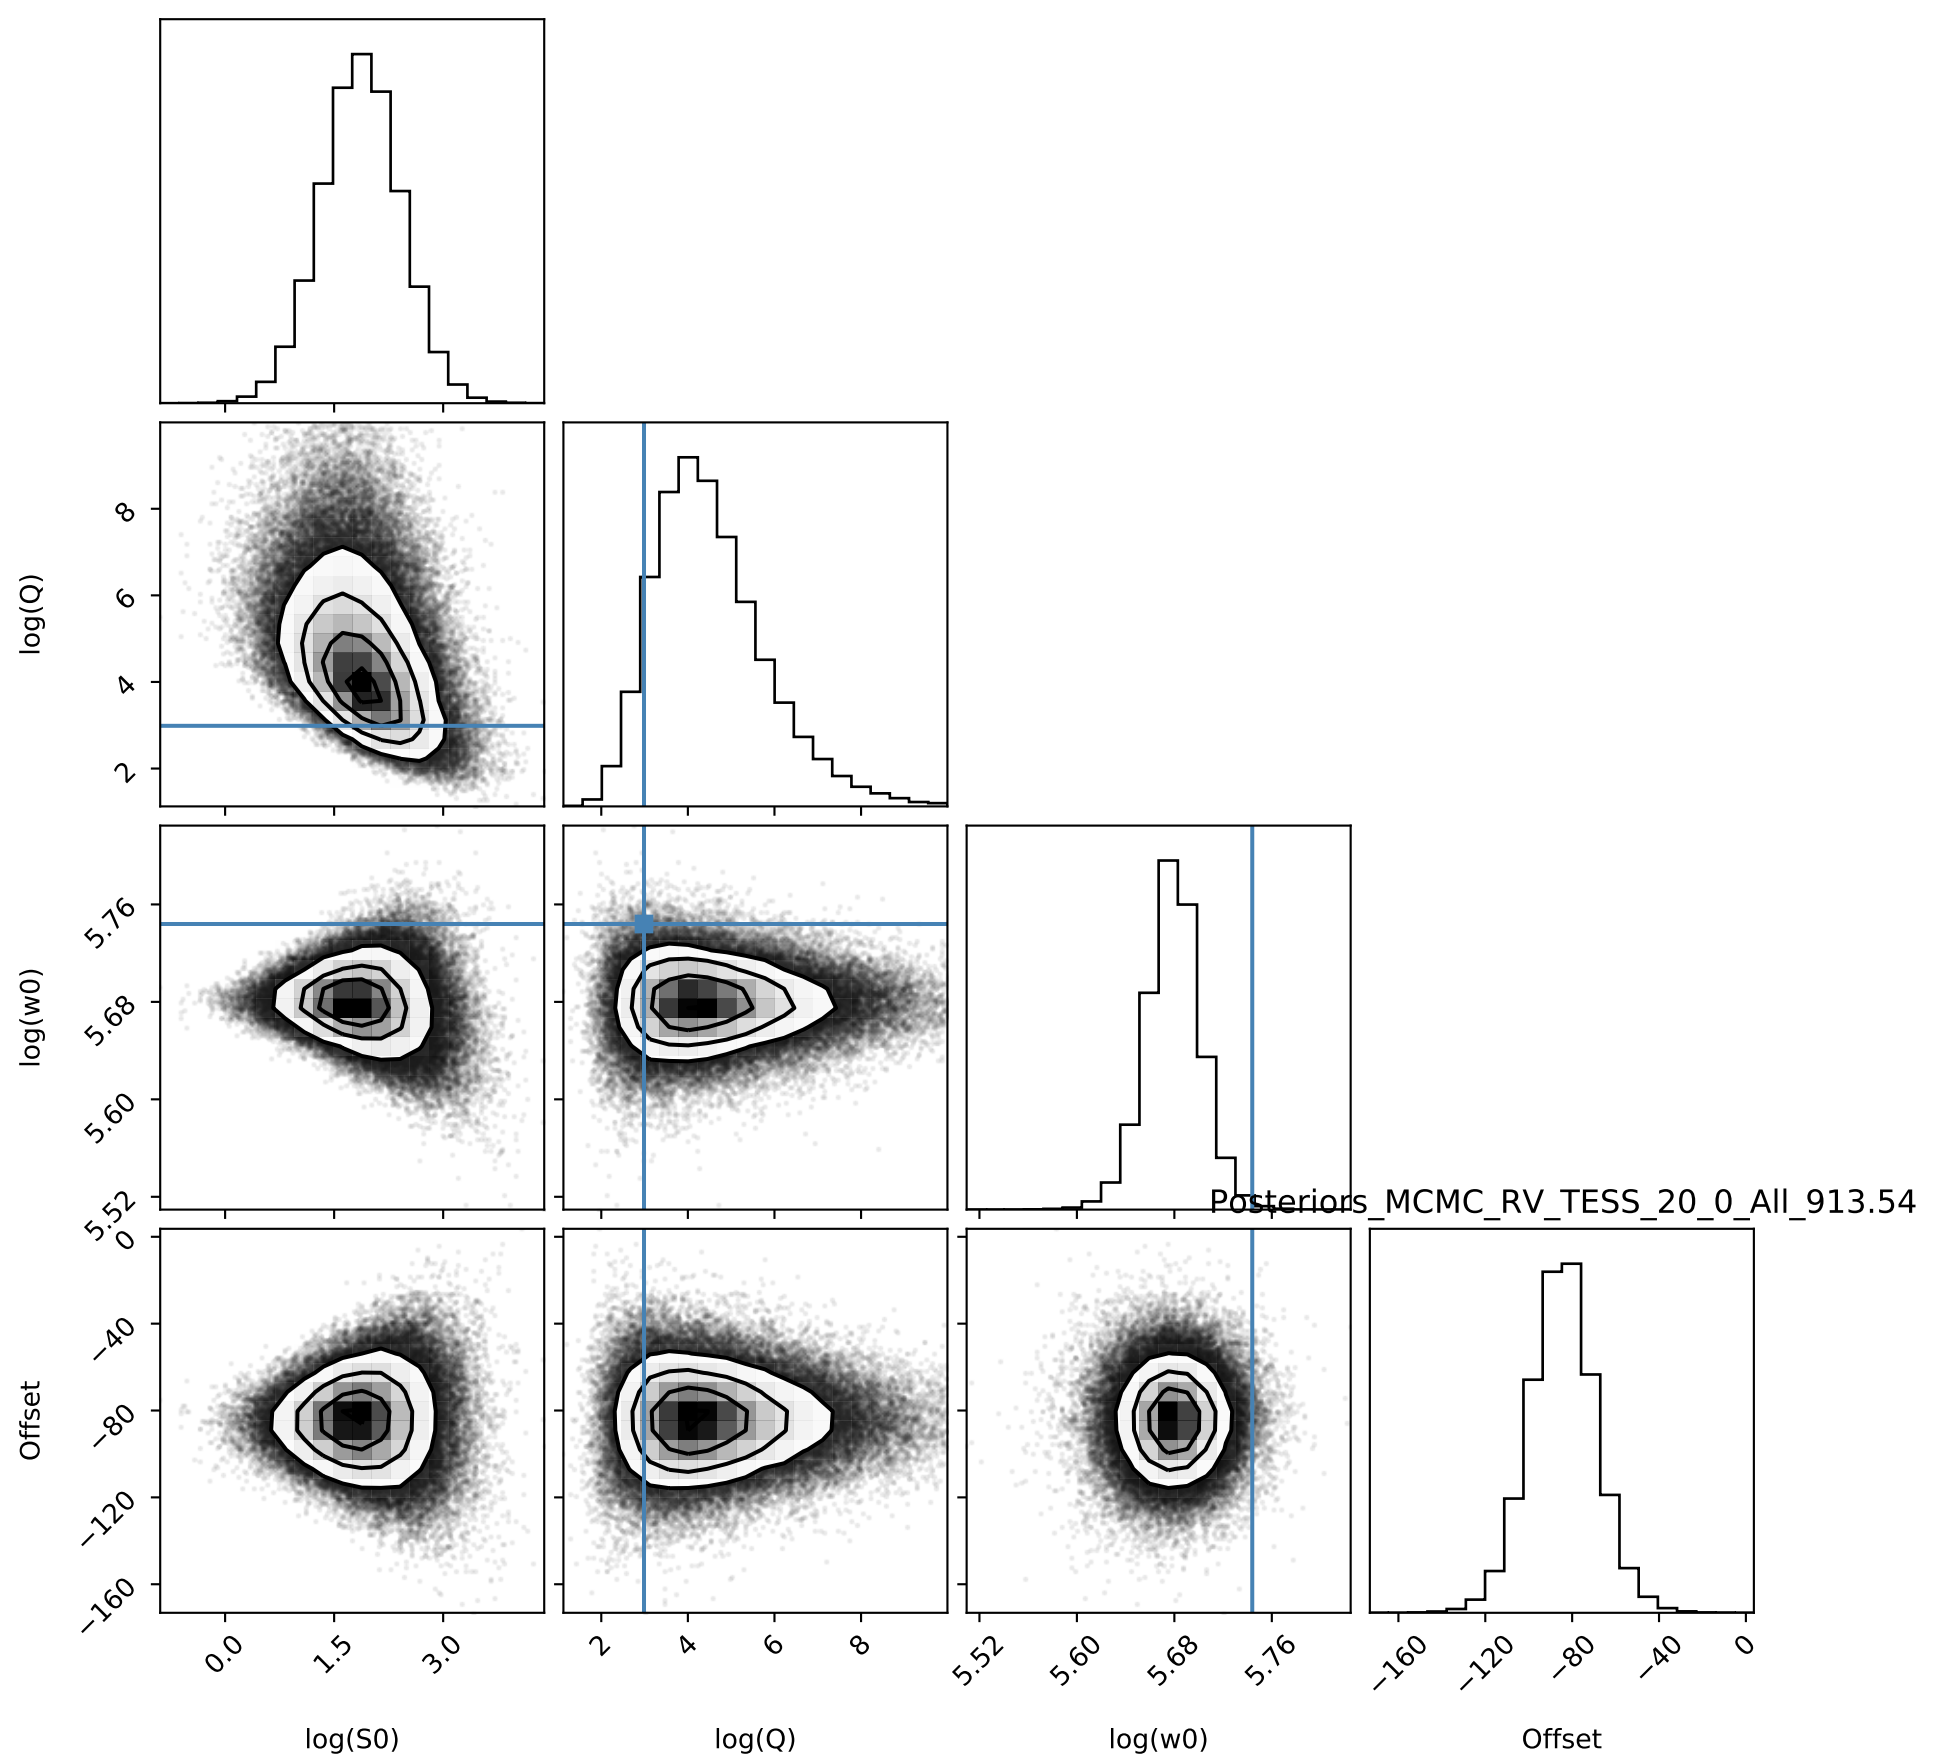 log(Q)
8
6
4
2
log(w0)
5.76
5.68
5.60
5.52
Posteriors_MCMC_RV_TESS_20_0_All_913.54
Offset
0
−40
−80
−120
−160
0.0 1.5 3.0 2 4 6 8 5.52 5.60 5.68 5.76 −160 −120 −80 −40 0
log(S0) log(Q) log(w0) Offset